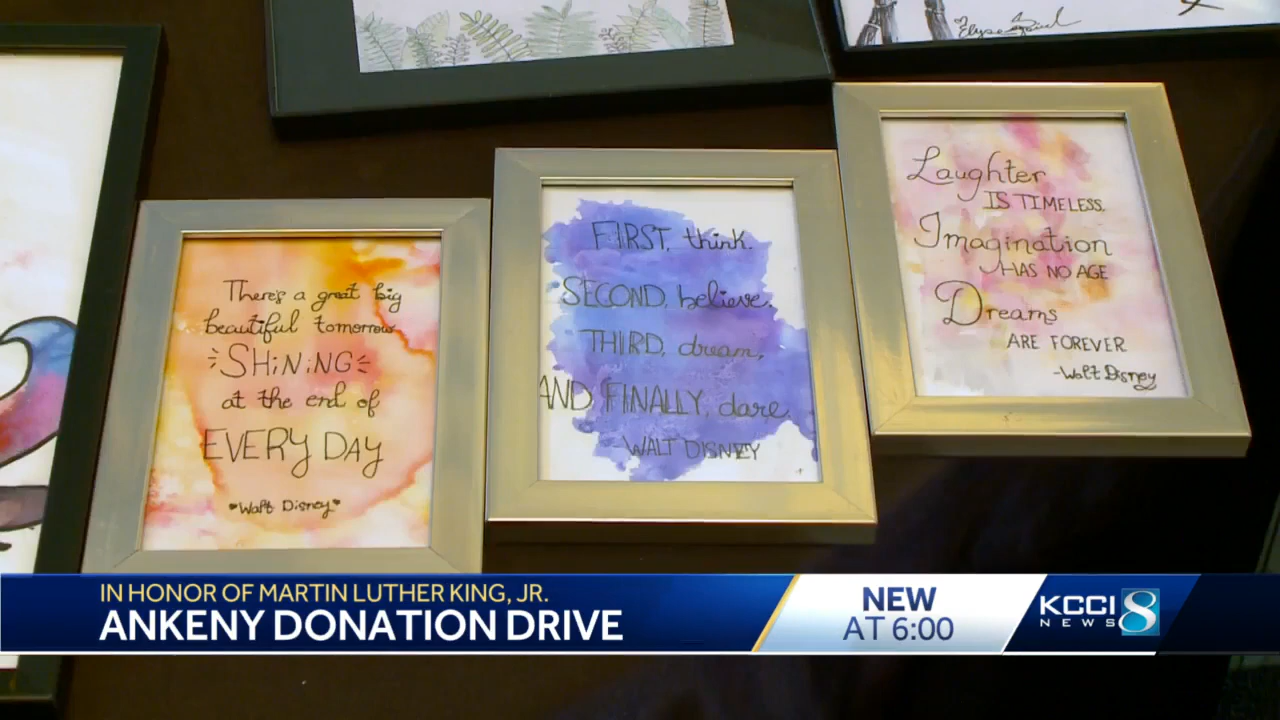 There's a great big
beautiful tomorrow
SHiNiNG
at the end of
EVERY DAY
Walt Disney
FIRST, think.
SECOND, believe.
THIRD, dream,
AND FINALLY, dare.
-WALT DISNEY
Laughter
IS TIMELESS.
Imagination
HAS NO AGE
Dreams
ARE FOREVER
-Walt Disney
IN HONOR OF MARTIN LUTHER KING, JR.
ANKENY DONATION DRIVE
NEW
AT 6:00
KCCI 8
NEWS